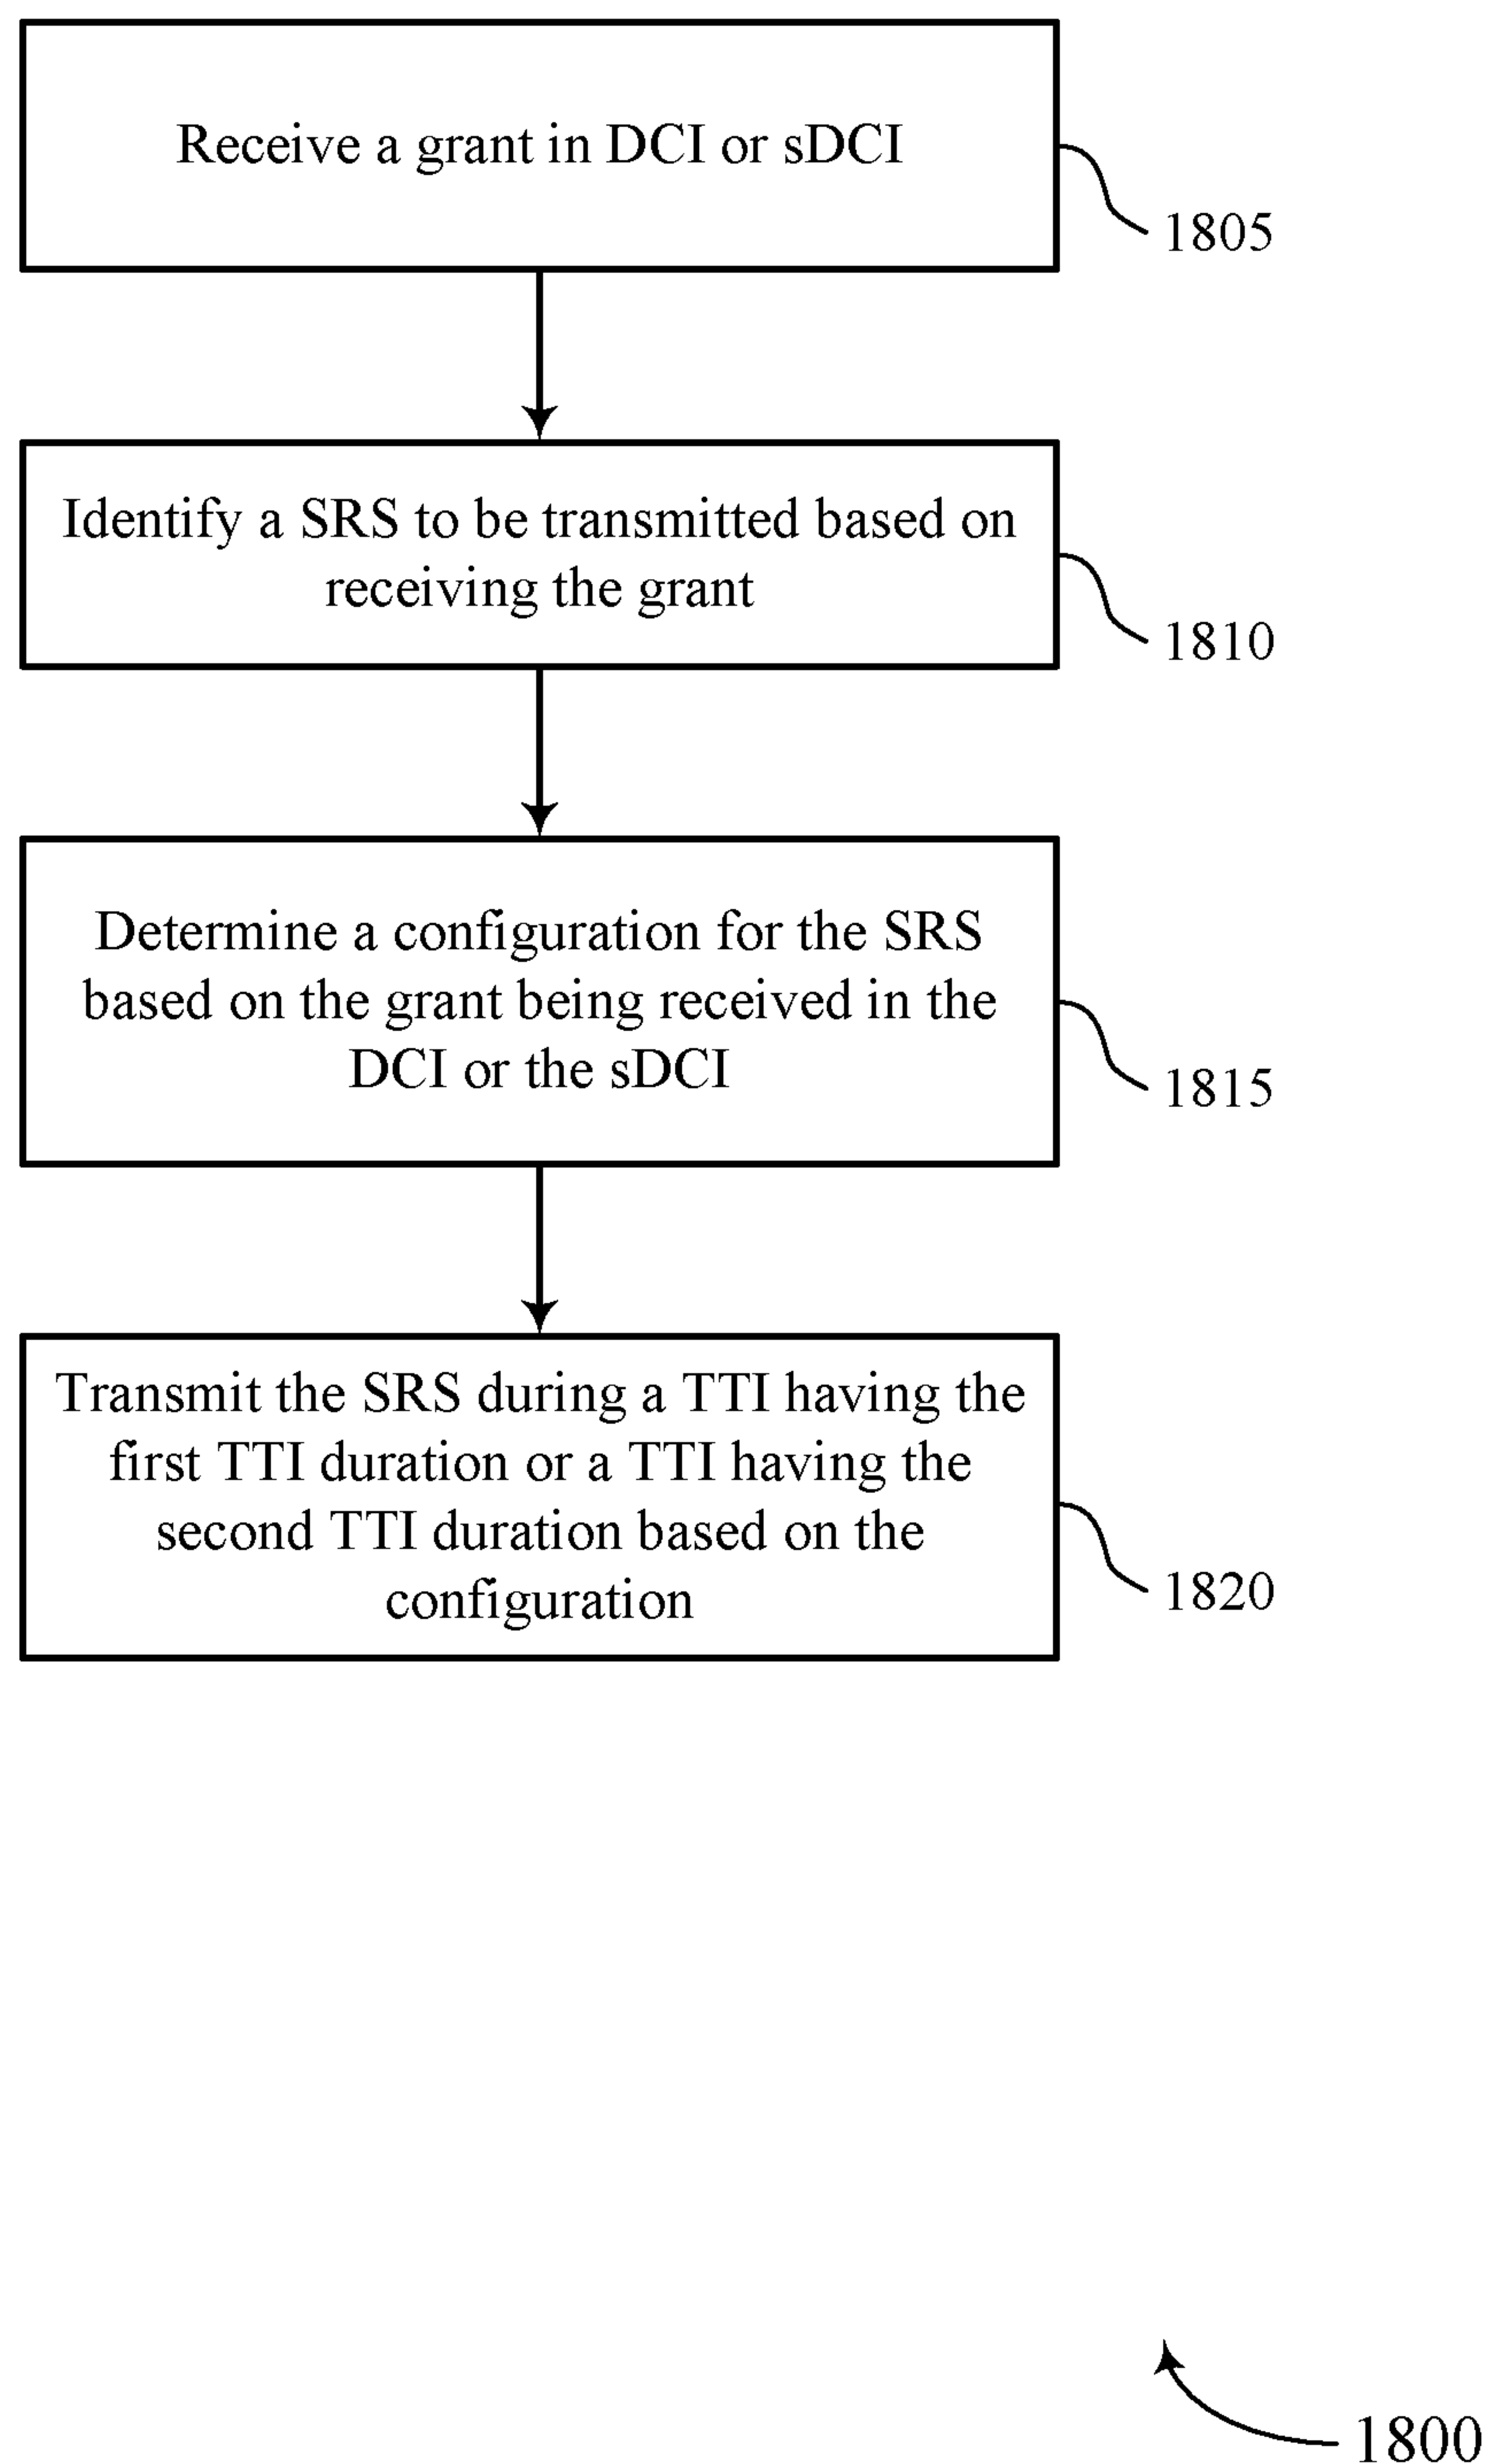 Receive a grant in DCI or sDCI
1805
Identify a SRS to be transmitted based on
receiving the grant
1810
Determine a configuration for the SRS
based on the grant being received in the
DCI or the sDCI
1815
Transmit the SRS during a TTI having the
first TTI duration or a TTI having the
second TTI duration based on the
configuration
1820
1800